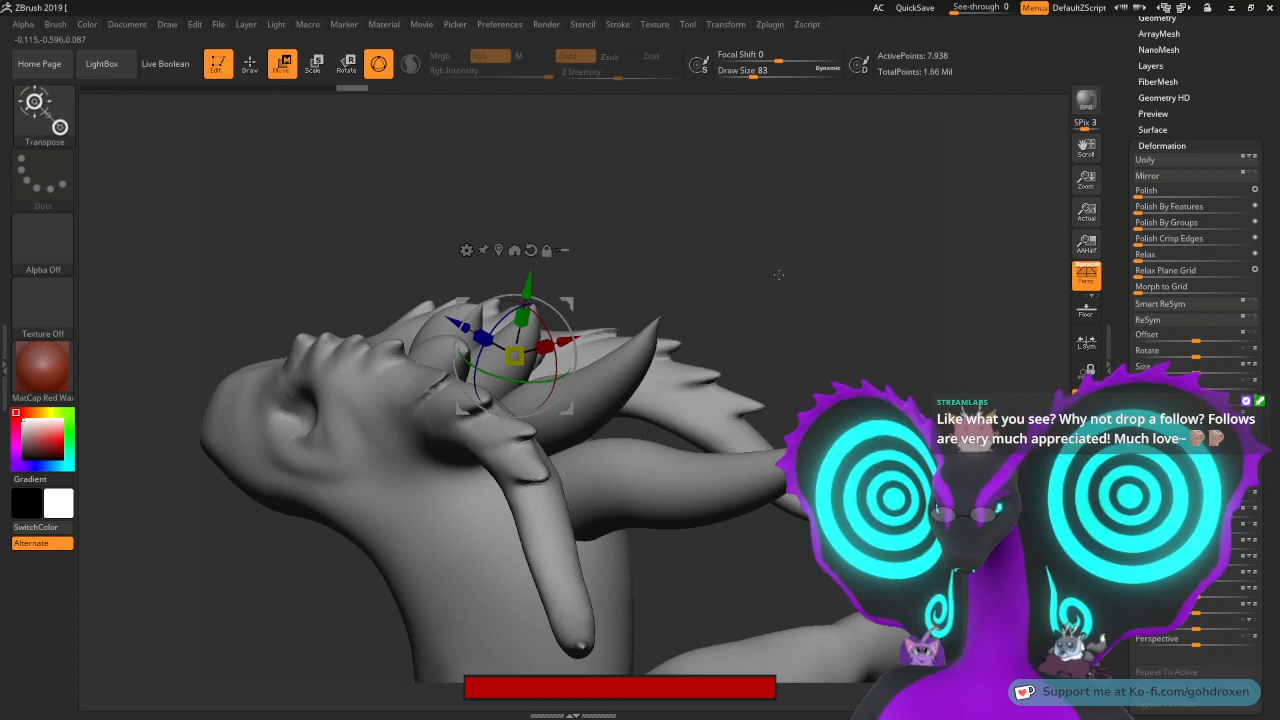 ZBrush 2019 [
AC QuickSave See-through 0 Menus DefaultZScript
Alpha Brush Color Document Draw Edit File Layer Light Macro Marker Material Movie Picker Preferences Render Stencil Stroke Texture Tool Transform Zplugin Zscript
-0.115,-0.596,0.087
Home Page LightBox Live Boolean Edit Draw Move Scale Rotate
Mrgb Rgb M
Rgb Intensity
Zadd Zsub Zcut
Z Intensity
Focal Shift 0
Draw Size 83 Dynamic
ActivePoints: 7,938
TotalPoints: 1.66 Mil
Transpose
Dots
Alpha Off
Texture Off
MatCap Red Wax
Gradient
SwitchColor
Alternate
BPR
SPix 3
Scroll
Zoom
Actual
AAHalf
Dynamic
Persp
Floor
L.Sym
Geometry
ArrayMesh
NanoMesh
Layers
FiberMesh
Geometry HD
Preview
Surface
Deformation
Unify
Mirror
Polish
Polish By Features
Polish By Groups
Polish Crisp Edges
Relax
Relax Plane Grid
Morph to Grid
Smart ReSym
ReSym
Offset
Rotate
Size
Perspective
Repeat To Active
STREAMLABS
Like what you see? Why not drop a follow? Follows
are very much appreciated! Much love~
Support me at Ko-fi.com/gohdroxen